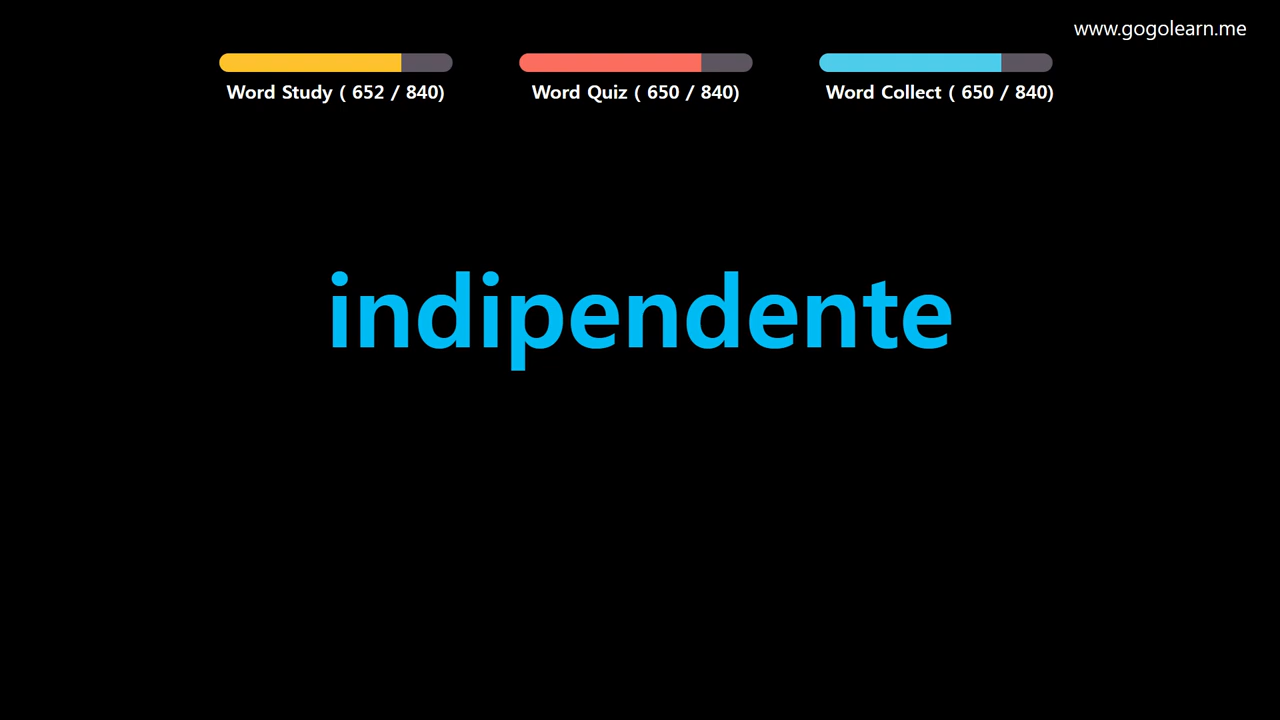 www.gogolearn.me
Word Study ( 652 / 840)
Word Quiz ( 650 / 840)
Word Collect ( 650 / 840)
indipendente